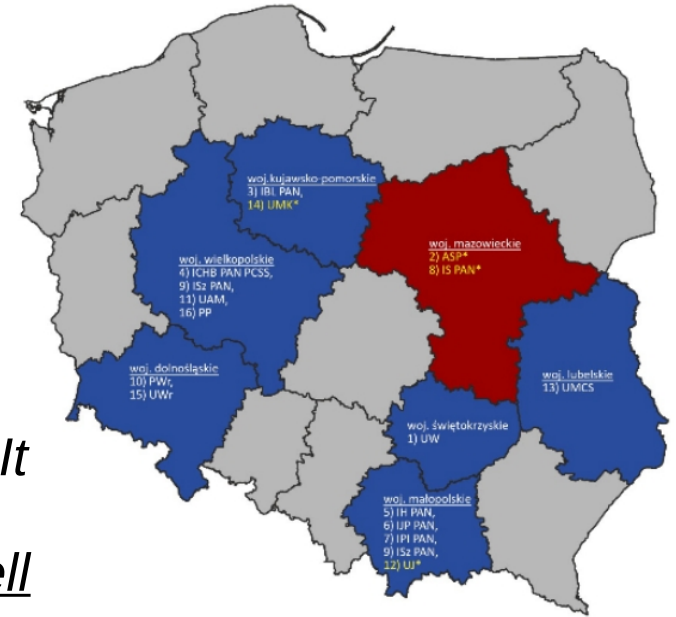 woj.kujawsko-pomorskie
3) IBL PAN,
14) UMK*
woj. mazowieckie
2) ASP*
8) IS PAN*
woj. wielkopolskie
4) ICHB PAN PCSS,
9) ISz PAN,
11) UAM,
16) PP
woj. dolnośląskie
10) PWr,
15) UWr
woj. lubelskie
13) UMCS
woj. świętokrzyskie
1) UW
lt
woj. małopolskie
5) IH PAN,
6) IJP PAN,
7) IPI PAN,
9) ISz PAN,
12) UJ*
ell